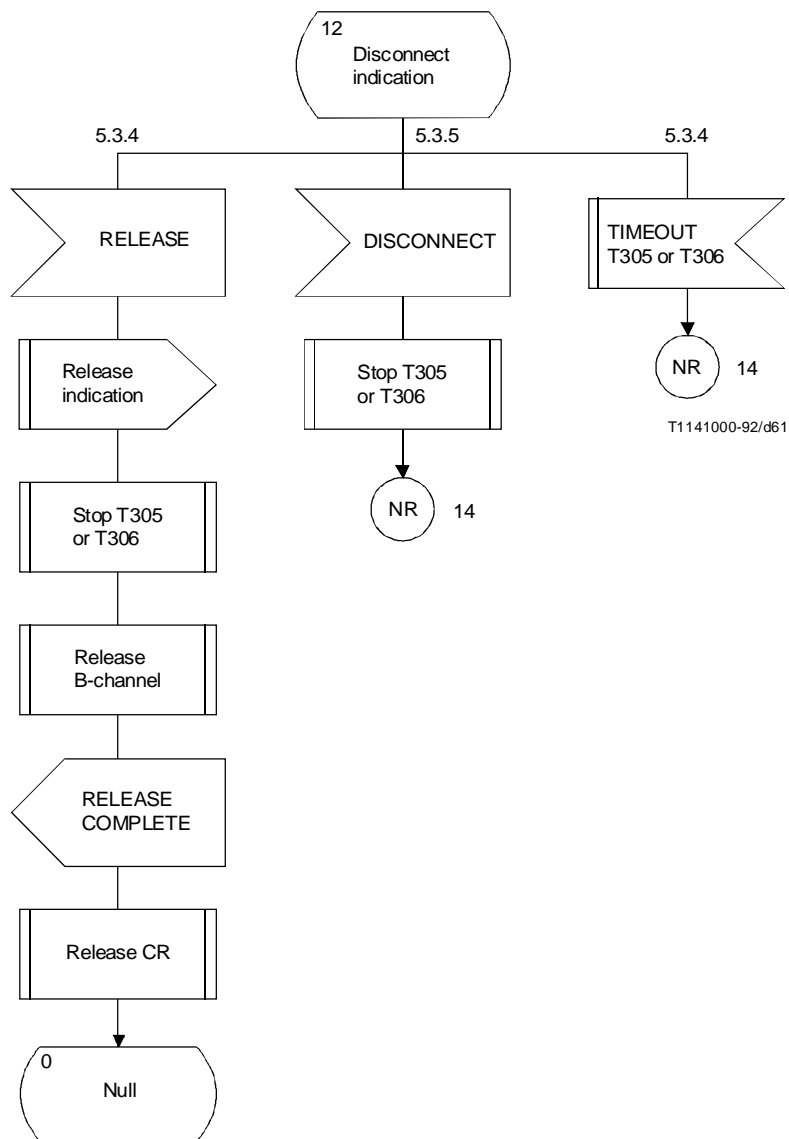 12
Disconnect
indication
5.3.4
5.3.5
5.3.4
RELEASE
DISCONNECT
TIMEOUT
T305 or T306
Release
indication
Stop T305
or T306
NR 14
T1141000-92/d61
Stop T305
or T306
NR 14
Release
B-channel
RELEASE
COMPLETE
Release CR
0
Null